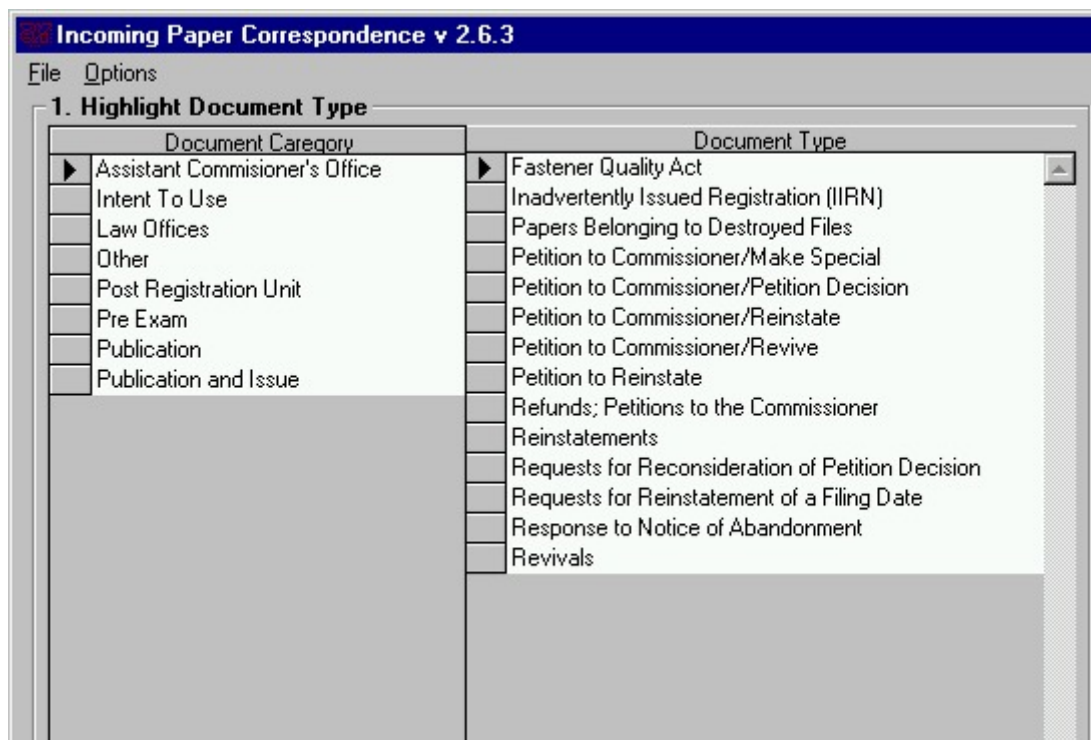 Incoming Paper Correspondence v 2.6.3
File Options
1. Highlight Document Type
Document Caregory
Assistant Commisioner's Office
Intent To Use
Law Offices
Other
Post Registration Unit
Pre Exam
Publication
Publication and Issue
Document Type
Fastener Quality Act
Inadvertently Issued Registration (IIRN)
Papers Belonging to Destroyed Files
Petition to Commissioner/Make Special
Petition to Commissioner/Petition Decision
Petition to Commissioner/Reinstate
Petition to Commissioner/Revive
Petition to Reinstate
Refunds; Petitions to the Commissioner
Reinstatements
Requests for Reconsideration of Petition Decision
Requests for Reinstatement of a Filing Date
Response to Notice of Abandonment
Revivals